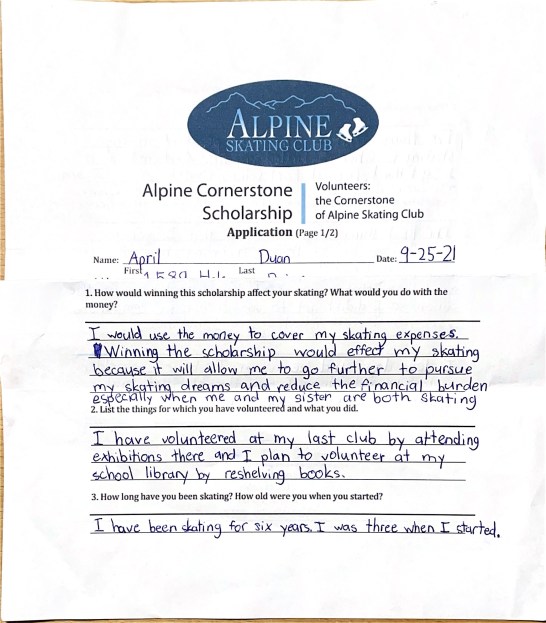 ALPINE
SKATING CLUB
Alpine Cornerstone
Scholarship
Volunteers:
the Cornerstone
of Alpine Skating Club
Application (Page 1/2)
Name: April Duan Date: 9-25-21
First Last
1. How would winning this scholarship affect your skating? What would you do with the
money?
I would use the money to cover my skating expenses.
Winning the scholarship would effect my skating
because it will allow me to go further to pursue
my skating dreams and reduce the financial burden
especially when me and my sister are both skating
2. List the things for which you have volunteered and what you did.
I have volunteered at my last club by attending
exhibitions there and I plan to volunteer at my
school library by reshelving books.
3. How long have you been skating? How old were you when you started?
I have been skating for six years. I was three when I started.